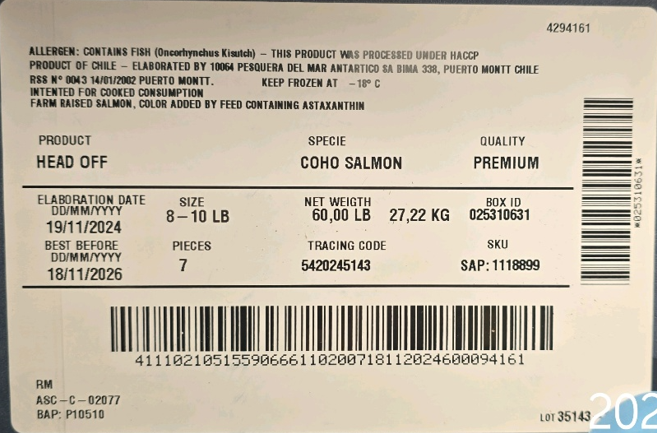 4294161
ALLERGEN: CONTAINS FISH (Oncorhynchus Kisutch) – THIS PRODUCT WAS PROCESSED UNDER HACCP
PRODUCT OF CHILE – ELABORATED BY 10064 PESQUERA DEL MAR ANTARTICO SA BIMA 338, PUERTO MONTT CHILE
RSS N° 0043 14/01/2002 PUERTO MONTT. KEEP FROZEN AT –18° C
INTENTED FOR COOKED CONSUMPTION
FARM RAISED SALMON, COLOR ADDED BY FEED CONTAINING ASTAXANTHIN
PRODUCT SPECIE QUALITY
HEAD OFF COHO SALMON PREMIUM
ELABORATION DATE SIZE NET WEIGTH BOX ID
DD/MM/YYYY 8–10 LB 60,00 LB 27,22 KG 025310631
19/11/2024
BEST BEFORE PIECES TRACING CODE SKU
DD/MM/YYYY 7 5420245143 SAP: 1118899
18/11/2026
*025310631*
41110210515590666110200718112024600094161
RM
ASC–C–02077
BAP: P10510
LOT 35143
202